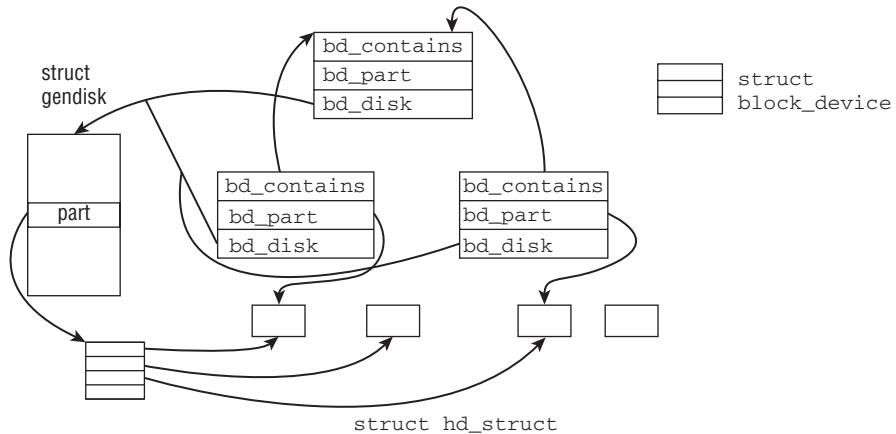 bd_contains
bd_part
bd_disk
struct
gendisk
struct
block_device
part
bd_contains
bd_part
bd_disk
bd_contains
bd_part
bd_disk
struct hd_struct